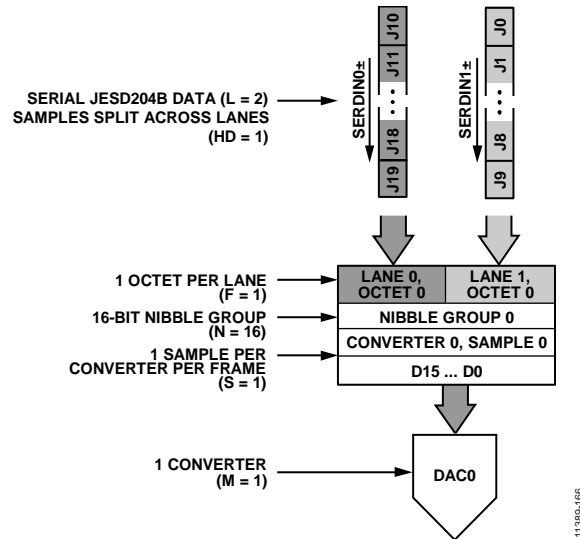 J10
J11
J18
J19
SERDIN0±
J0
J1
J8
J9
SERDIN1±
SERIAL JESD204B DATA (L = 2)
SAMPLES SPLIT ACROSS LANES
(HD = 1)
1 OCTET PER LANE
(F = 1)
LANE 0,
OCTET 0
LANE 1,
OCTET 0
16-BIT NIBBLE GROUP
(N = 16)
NIBBLE GROUP 0
1 SAMPLE PER
CONVERTER PER FRAME
(S = 1)
CONVERTER 0, SAMPLE 0
D15 ... D0
1 CONVERTER
(M = 1)
DAC0
11389-166